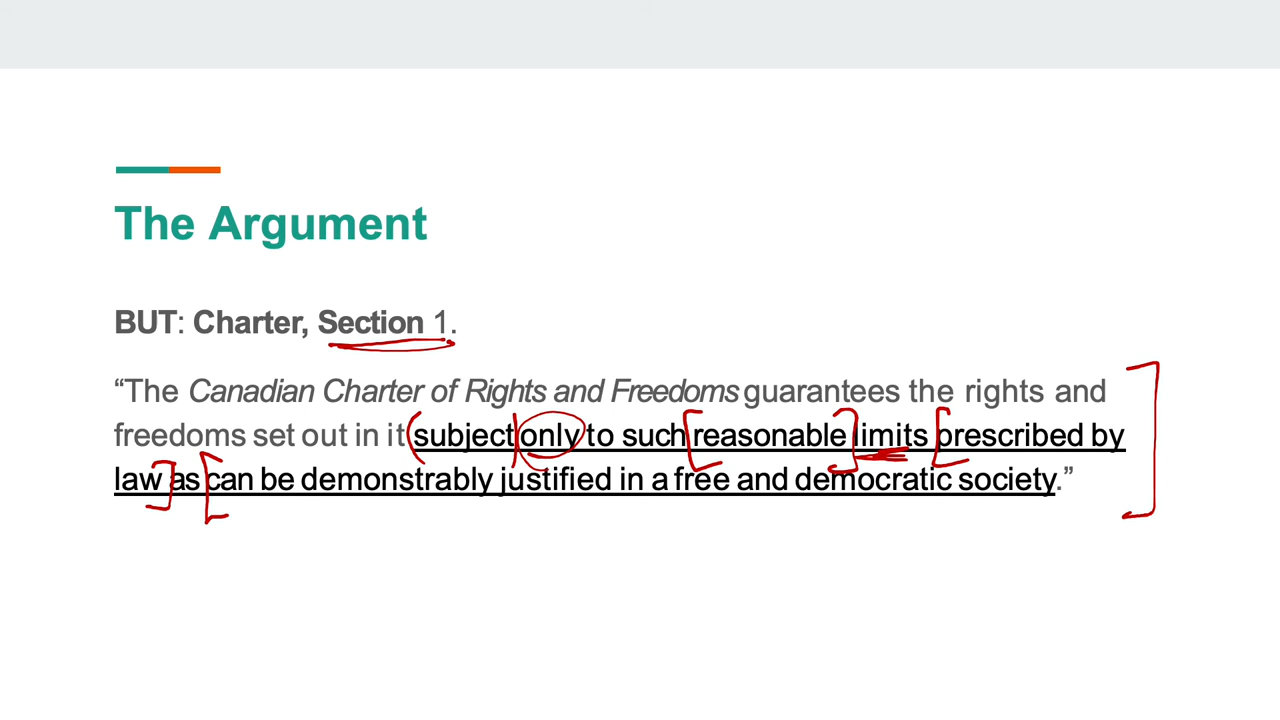 The Argument
BUT: Charter, Section 1.
“The Canadian Charter of Rights and Freedoms guarantees the rights and
freedoms set out in it subject only to such reasonable limits prescribed by
law as can be demonstrably justified in a free and democratic society.”